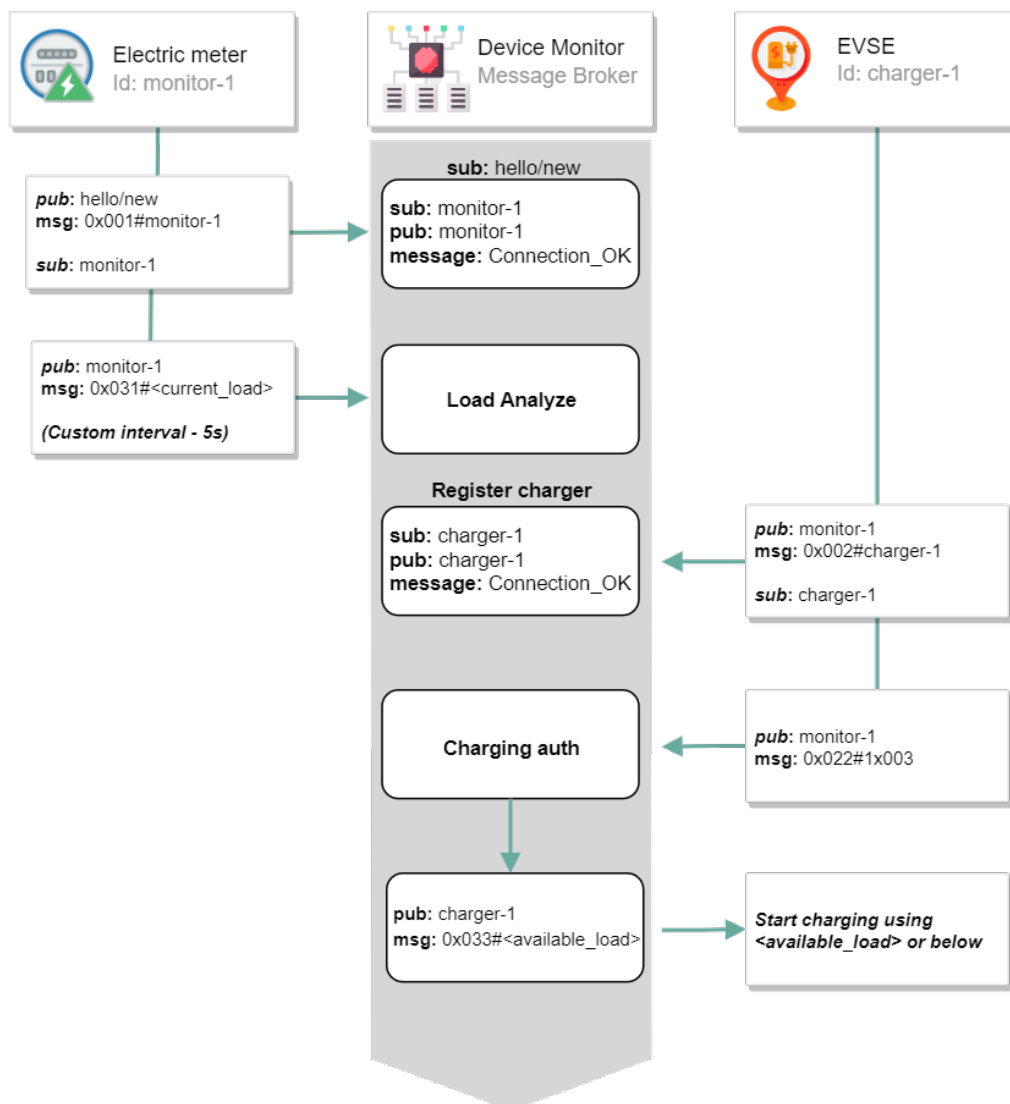 Electric meter
Id: monitor-1
Device Monitor
Message Broker
EVSE
Id: charger-1
sub: hello/new
pub: hello/new
msg: 0x001#monitor-1
sub: monitor-1
sub: monitor-1
pub: monitor-1
message: Connection_OK
pub: monitor-1
msg: 0x031#<current_load>
(Custom interval - 5s)
Load Analyze
Register charger
sub: charger-1
pub: charger-1
message: Connection_OK
pub: monitor-1
msg: 0x002#charger-1
sub: charger-1
Charging auth
pub: monitor-1
msg: 0x022#1x003
pub: charger-1
msg: 0x033#<available_load>
Start charging using
<available_load> or below